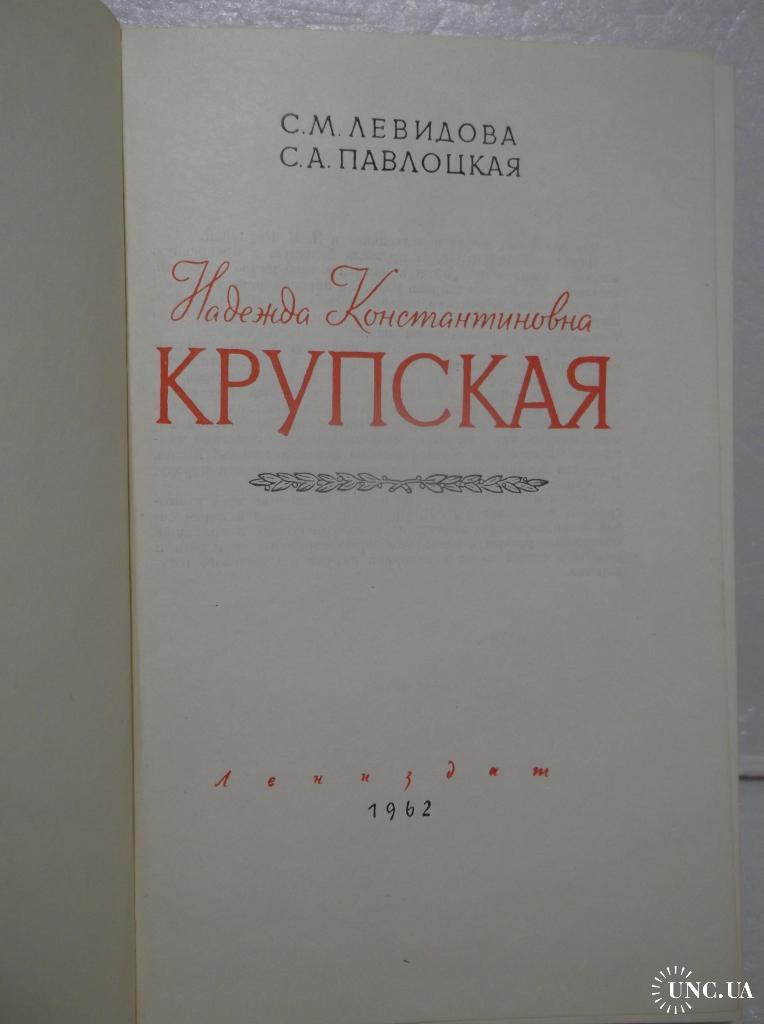 С.М. ЛЕВИДОВА
С.А. ПАВЛОЦКАЯ
Надежда Константиновна
КРУПСКАЯ
Лениздат
1962
UNC.UA